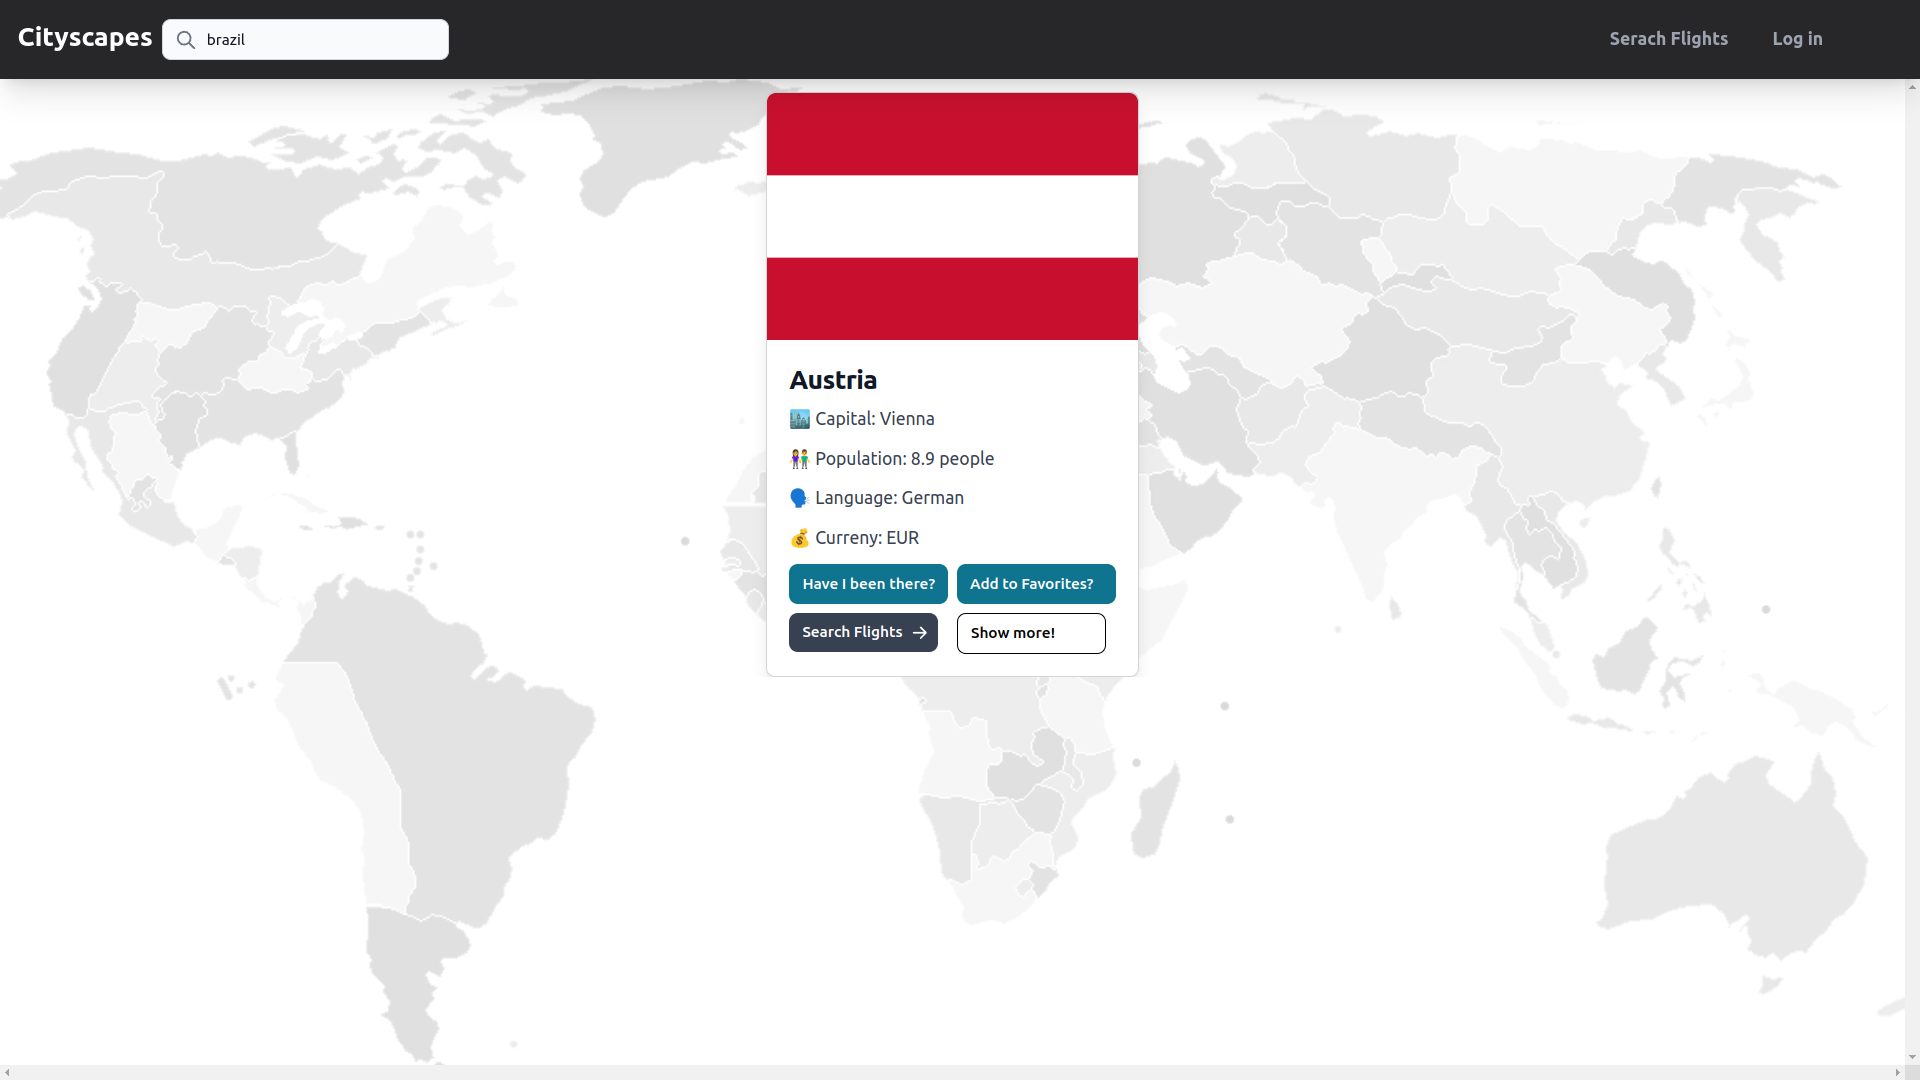 Cityscapes
brazil
Serach Flights
Log in
Austria
🏙️ Capital: Vienna
👫 Population: 8.9 people
🗣️ Language: German
💰 Curreny: EUR
Have I been there?
Add to Favorites?
Search Flights →
Show more!